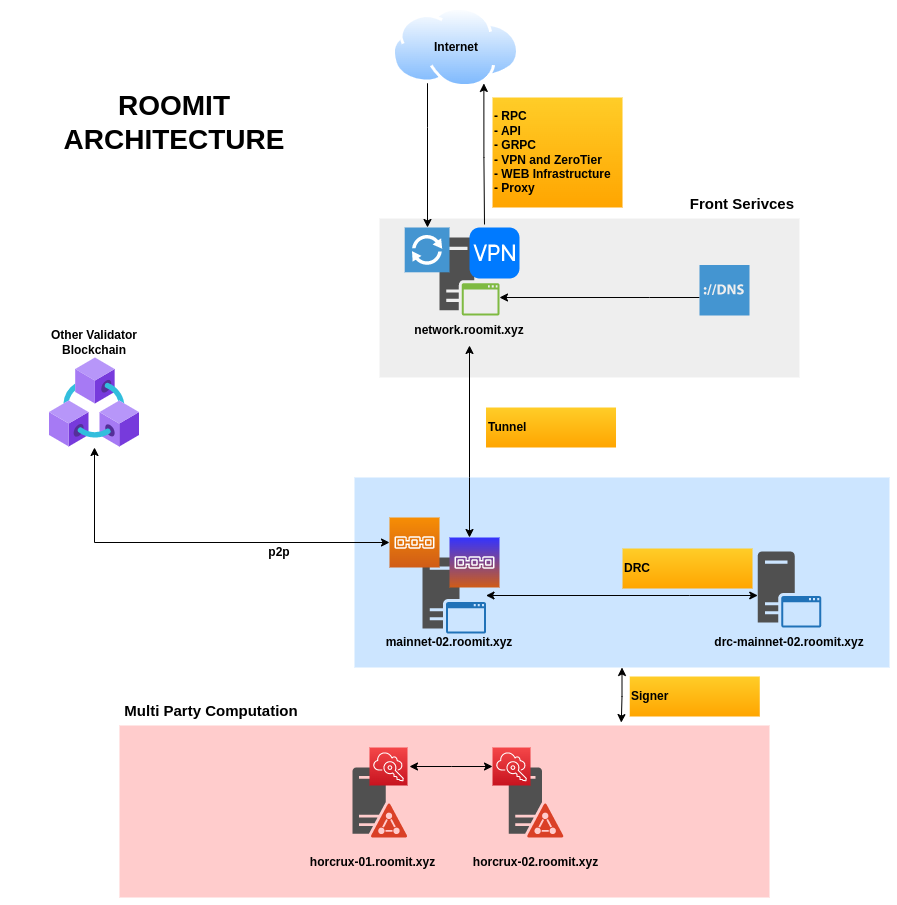 Internet
ROOMIT
ARCHITECTURE
- RPC
- API
- GRPC
- VPN and ZeroTier
- WEB Infrastructure
- Proxy
Front Serivces
VPN
://DNS
network.roomit.xyz
Other Validator
Blockchain
Tunnel
p2p
DRC
mainnet-02.roomit.xyz
drc-mainnet-02.roomit.xyz
Signer
Multi Party Computation
horcrux-01.roomit.xyz
horcrux-02.roomit.xyz